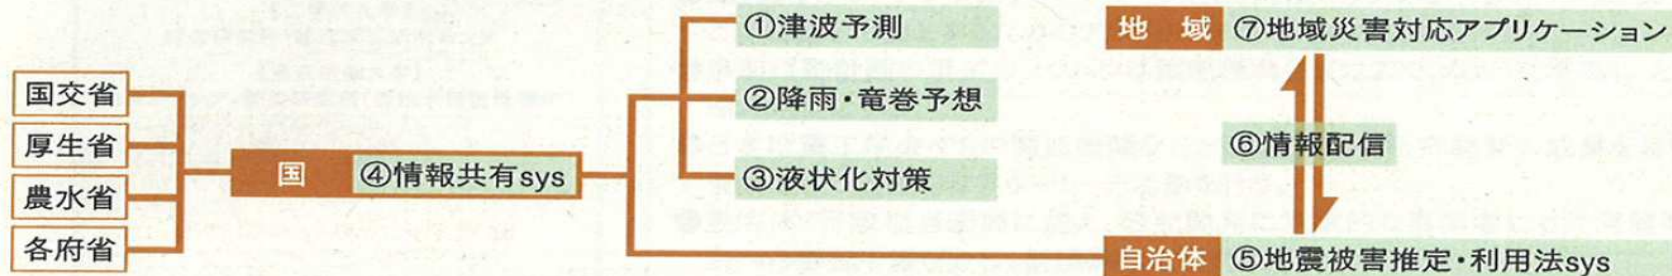 国交省
厚生省
農水省
各府省
国 ④情報共有sys
①津波予測
②降雨・竜巻予想
③液状化対策
地域 ⑦地域災害対応アプリケーション
⑥情報配信
自治体 ⑤地震被害推定・利用法sys